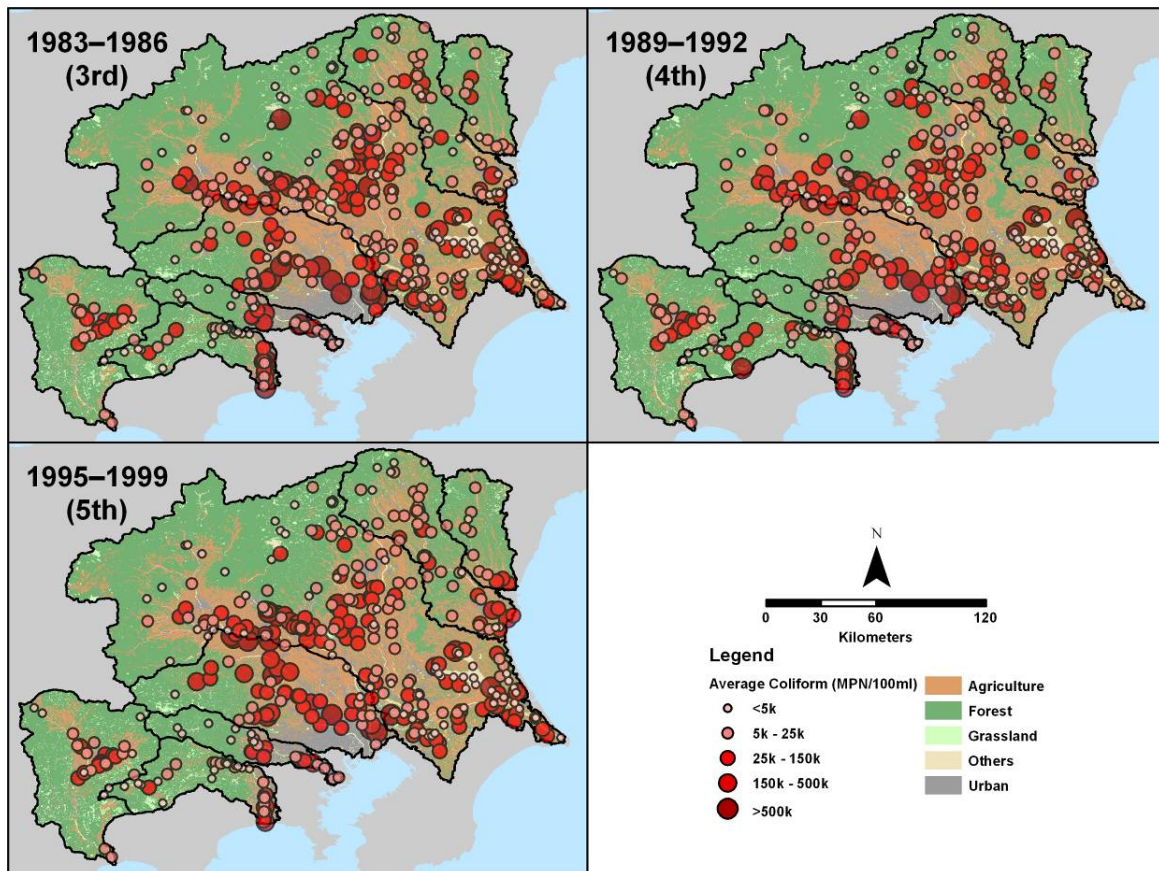 1983–1986
(3rd)
1989–1992
(4th)
1995–1999
(5th)
N
0 30 60 120
Kilometers
Legend
Average Coliform (MPN/100ml)
<5k
5k - 25k
25k - 150k
150k - 500k
>500k
Agriculture
Forest
Grassland
Others
Urban